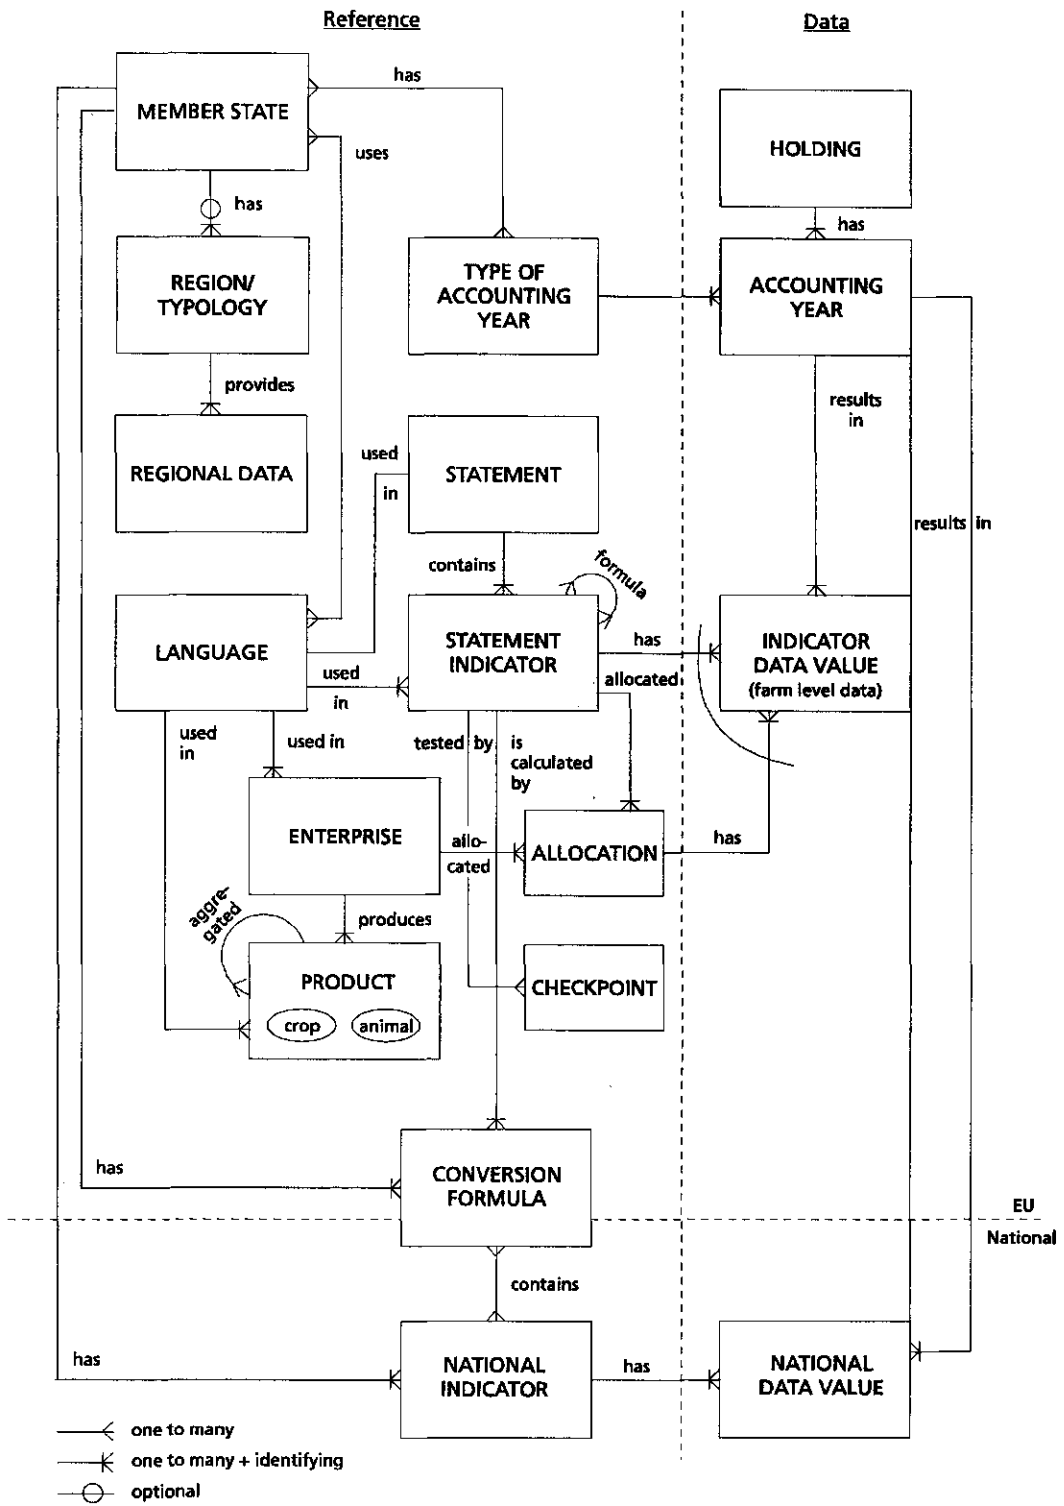 Reference
Data
MEMBER STATE
has
uses
HOLDING
has
has
REGION/
TYPOLOGY
TYPE OF
ACCOUNTING
YEAR
ACCOUNTING
YEAR
provides
results
in
REGIONAL DATA
used
in
STATEMENT
results in
contains
formula
LANGUAGE
used
in
STATEMENT
INDICATOR
has
allocated
INDICATOR
DATA VALUE
(farm level data)
used
in
used in
tested by
is
calculated
by
ENTERPRISE
allo-
cated
ALLOCATION
has
aggre-
gated
produces
PRODUCT
crop
animal
CHECKPOINT
has
CONVERSION
FORMULA
EU
National
contains
has
NATIONAL
INDICATOR
has
NATIONAL
DATA VALUE
one to many
one to many + identifying
optional